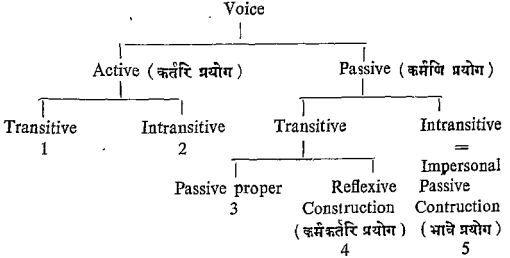 Voice
Active (कर्तरि प्रयोग) Passive (कर्मणि प्रयोग)
Transitive Intransitive Transitive Intransitive
1 2 =
Impersonal
Passive proper Reflexive Passive
3 Construction Contruction
(कर्मकर्तरि प्रयोग) (भावे प्रयोग)
4 5